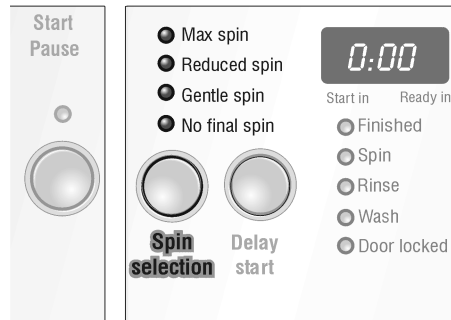 Start
Pause
Max spin
Reduced spin
Gentle spin
No final spin
0:00
Start in Ready in
Finished
Spin
Rinse
Wash
Door locked
Spin
selection
Delay
start